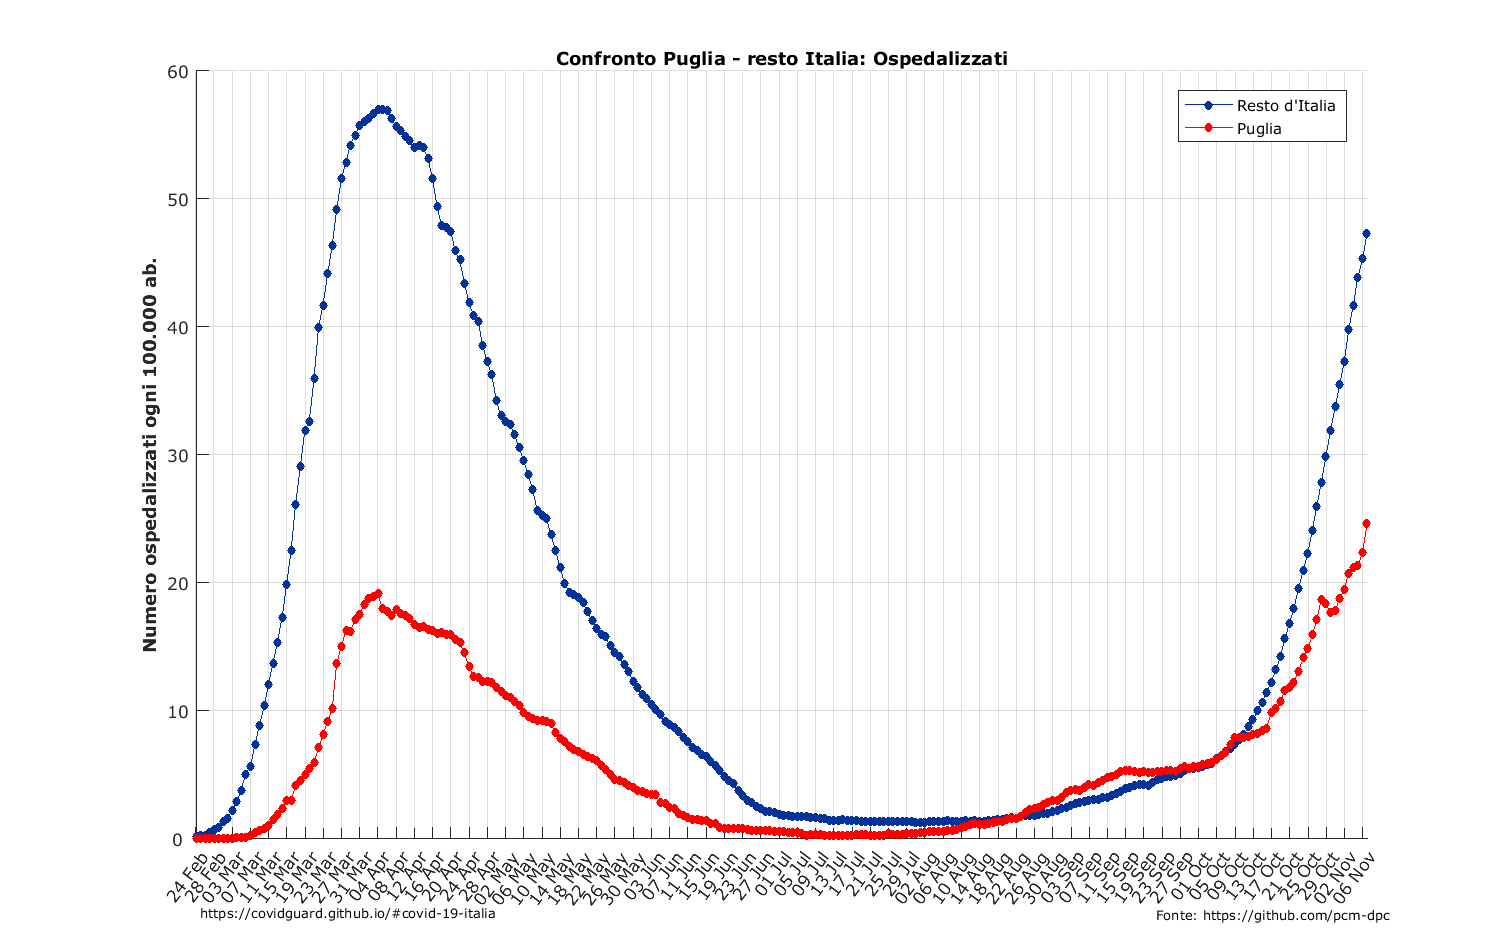 Confronto Puglia - resto Italia: Ospedalizzati
Resto d'Italia
Puglia
Numero ospedalizzati ogni 100.000 ab.
60
50
40
30
20
10
0
24 Feb
28 Feb
03 Mar
07 Mar
11 Mar
15 Mar
19 Mar
23 Mar
27 Mar
31 Mar
04 Apr
08 Apr
12 Apr
16 Apr
20 Apr
24 Apr
28 Apr
02 May
06 May
10 May
14 May
18 May
22 May
26 May
30 May
03 Jun
07 Jun
11 Jun
15 Jun
19 Jun
23 Jun
27 Jun
01 Jul
05 Jul
09 Jul
13 Jul
17 Jul
21 Jul
25 Jul
29 Jul
02 Aug
06 Aug
10 Aug
14 Aug
18 Aug
22 Aug
26 Aug
30 Aug
03 Sep
07 Sep
11 Sep
15 Sep
19 Sep
23 Sep
27 Sep
01 Oct
05 Oct
09 Oct
13 Oct
17 Oct
21 Oct
25 Oct
29 Oct
02 Nov
06 Nov
https://covidguard.github.io/#covid-19-italia
Fonte: https://github.com/pcm-dpc